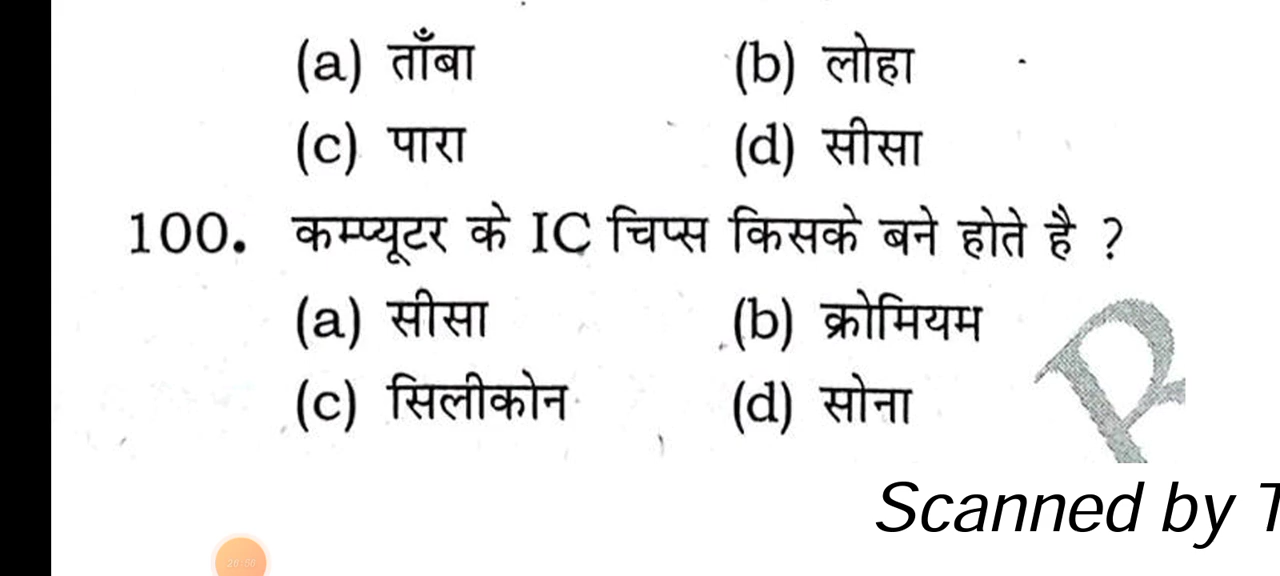 (a) ताँबा (b) लोहा
(c) पारा (d) सीसा
100. कम्प्यूटर के IC चिप्स किसके बने होते है ?
(a) सीसा (b) क्रोमियम
(c) सिलीकोन (d) सोना
R
Scanned by T